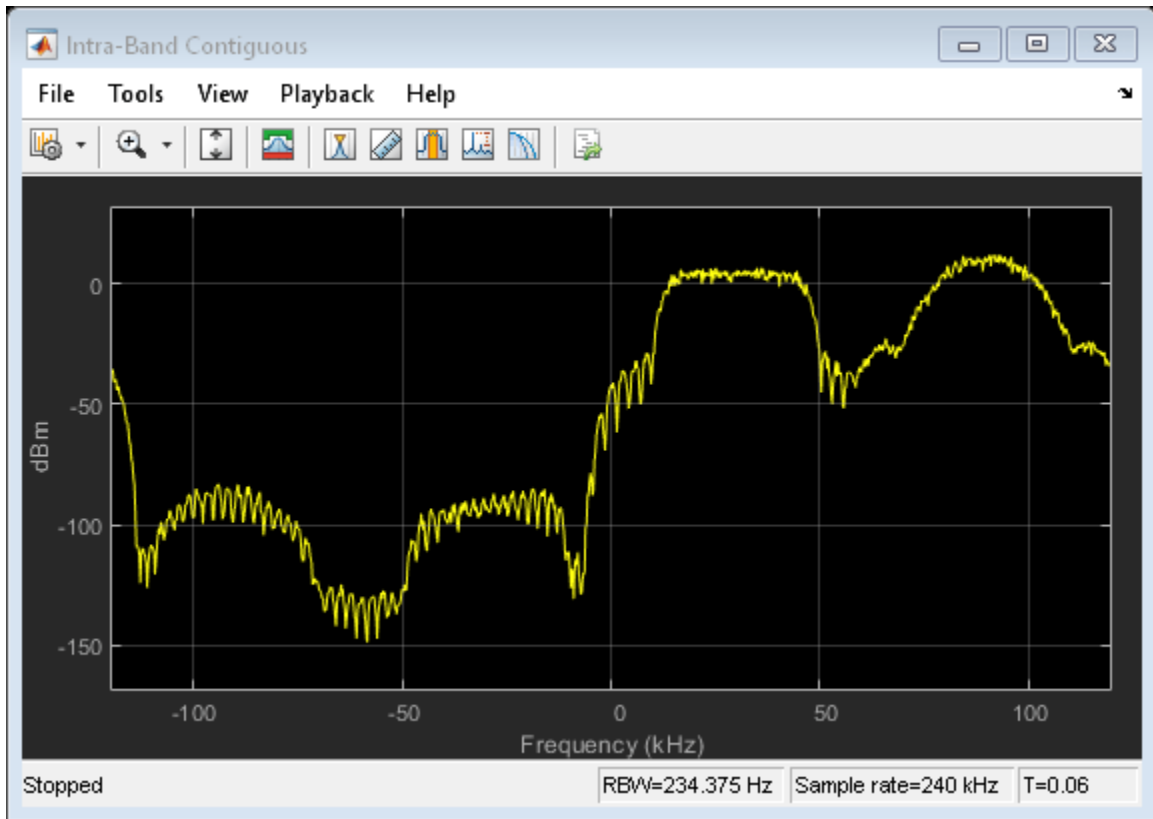 Intra-Band Contiguous
File Tools View Playback Help
0
-50
-100
-150
dBm
-100 -50 0 50 100
Frequency (kHz)
Stopped RBW=234.375 Hz Sample rate=240 kHz T=0.06